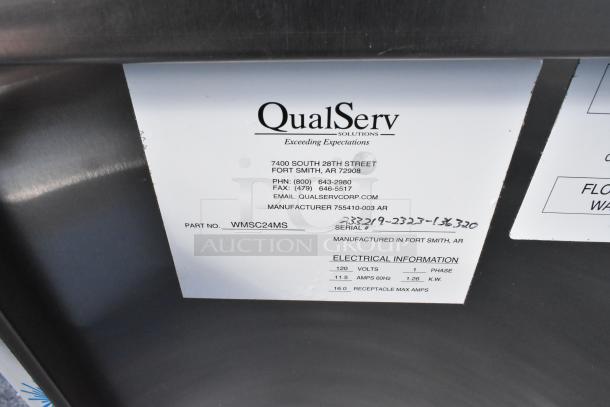 QualServ
SOLUTIONS
Exceeding Expectations
7400 SOUTH 28TH STREET
FORT SMITH, AR 72908
PHN: (800) 643-2980
FAX: (479) 646-5517
EMAIL: QUALSERVCORP.COM
MANUFACTURER 755410-003 AR
PART NO. WMSC24MS SERIAL # 233219-2323-136320
MANUFACTURED IN FORT SMITH, AR
ELECTRICAL INFORMATION
120 VOLTS 1 PHASE
11.5 AMPS 60HZ 1.26 K.W.
16.0 RECEPTACLE MAX AMPS
AUCTION GROUP
FLO
WA